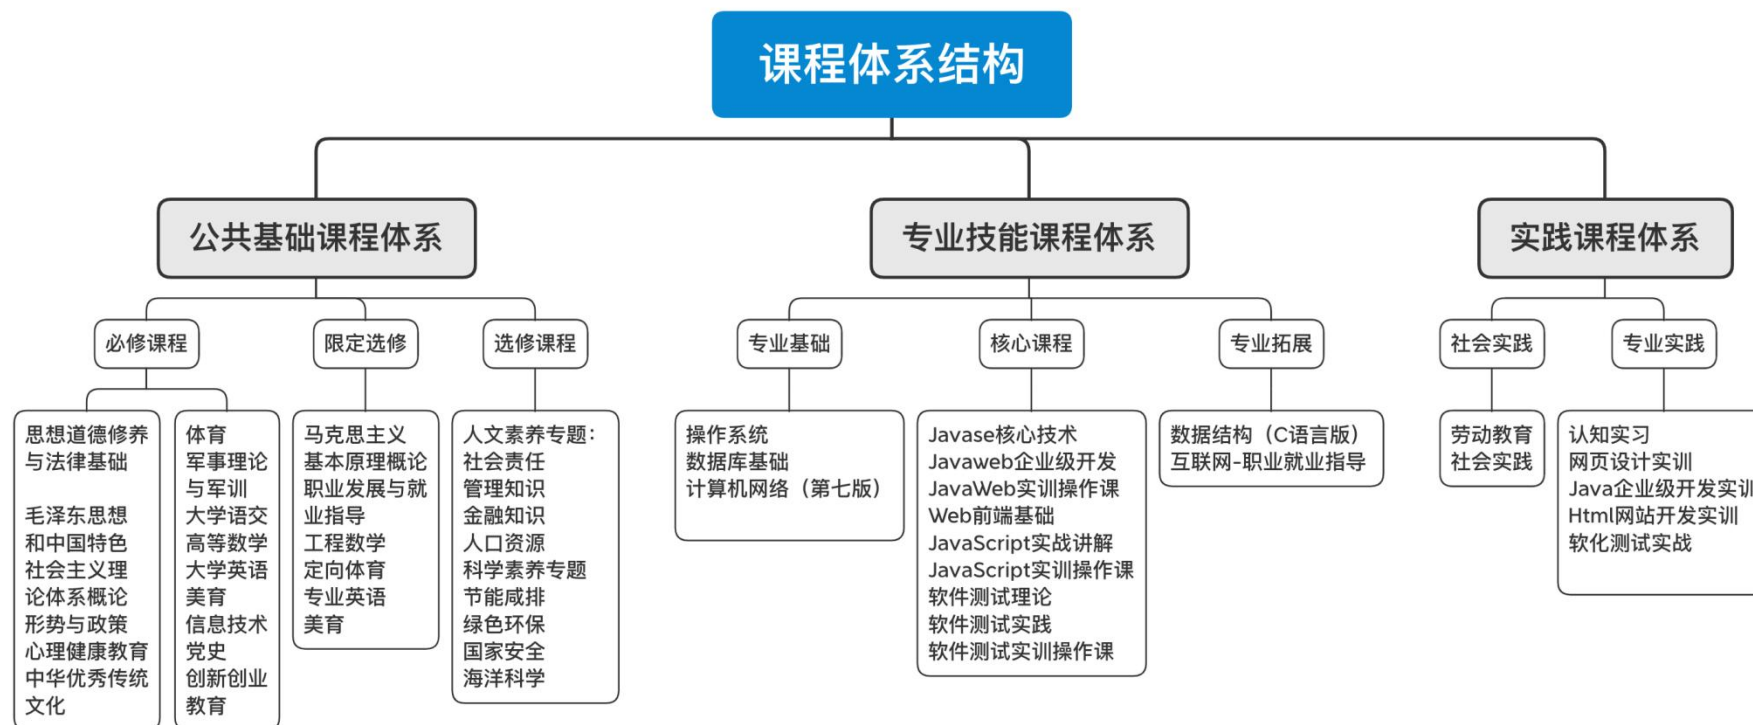 课程体系结构
公共基础课程体系
专业技能课程体系
实践课程体系
必修课程
限定选修
选修课程
专业基础
核心课程
专业拓展
社会实践
专业实践
思想道德修养
与法律基础
毛泽东思想
和中国特色
社会主义理
论体系概论
形势与政策
心理健康教育
中华优秀传统
文化
体育
军事理论
与军训
大学语交
高等数学
大学英语
美育
信息技术
党史
创新创业
教育
马克思主义
基本原理概论
职业发展与就
业指导
工程数学
定向体育
专业英语
美育
人文素养专题：
社会责任
管理知识
金融知识
人口资源
科学素养专题
节能咸排
绿色环保
国家安全
海洋科学
操作系统
数据库基础
计算机网络（第七版）
Javase核心技术
Javaweb企业级开发
JavaWeb实训操作课
Web前端基础
JavaScript实战讲解
JavaScript实训操作课
软件测试理论
软件测试实践
软件测试实训操作课
数据结构（C语言版）
互联网-职业就业指导
劳动教育
社会实践
认知实习
网页设计实训
Java企业级开发实训
Html网站开发实训
软化测试实战